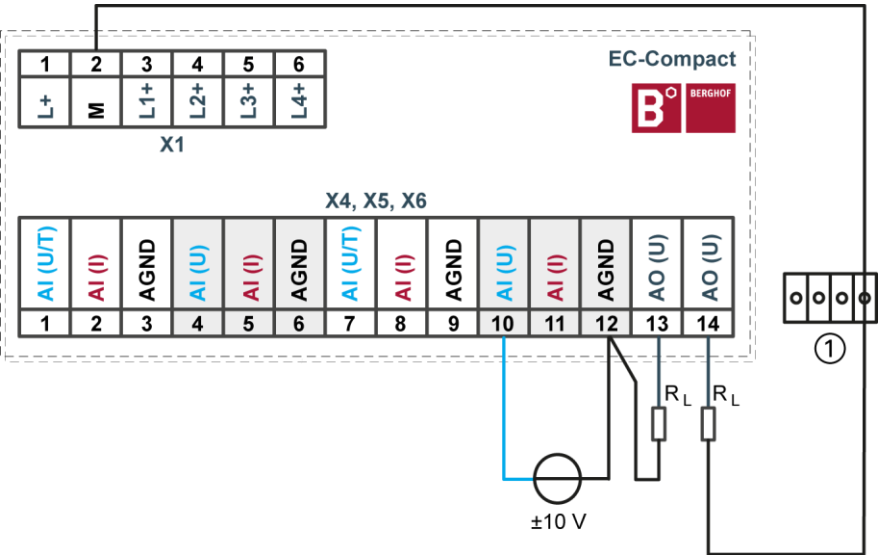 EC-Compact
B BERGHOF
1 2 3 4 5 6
L+ M L1+ L2+ L3+ L4+
X1
X4, X5, X6
AI (U/T) AI (I) AGND AI (U) AI (I) AGND AI (U/T) AI (I) AGND AI (U) AI (I) AGND AO (U) AO (U)
1 2 3 4 5 6 7 8 9 10 11 12 13 14
1
RL RL
±10 V